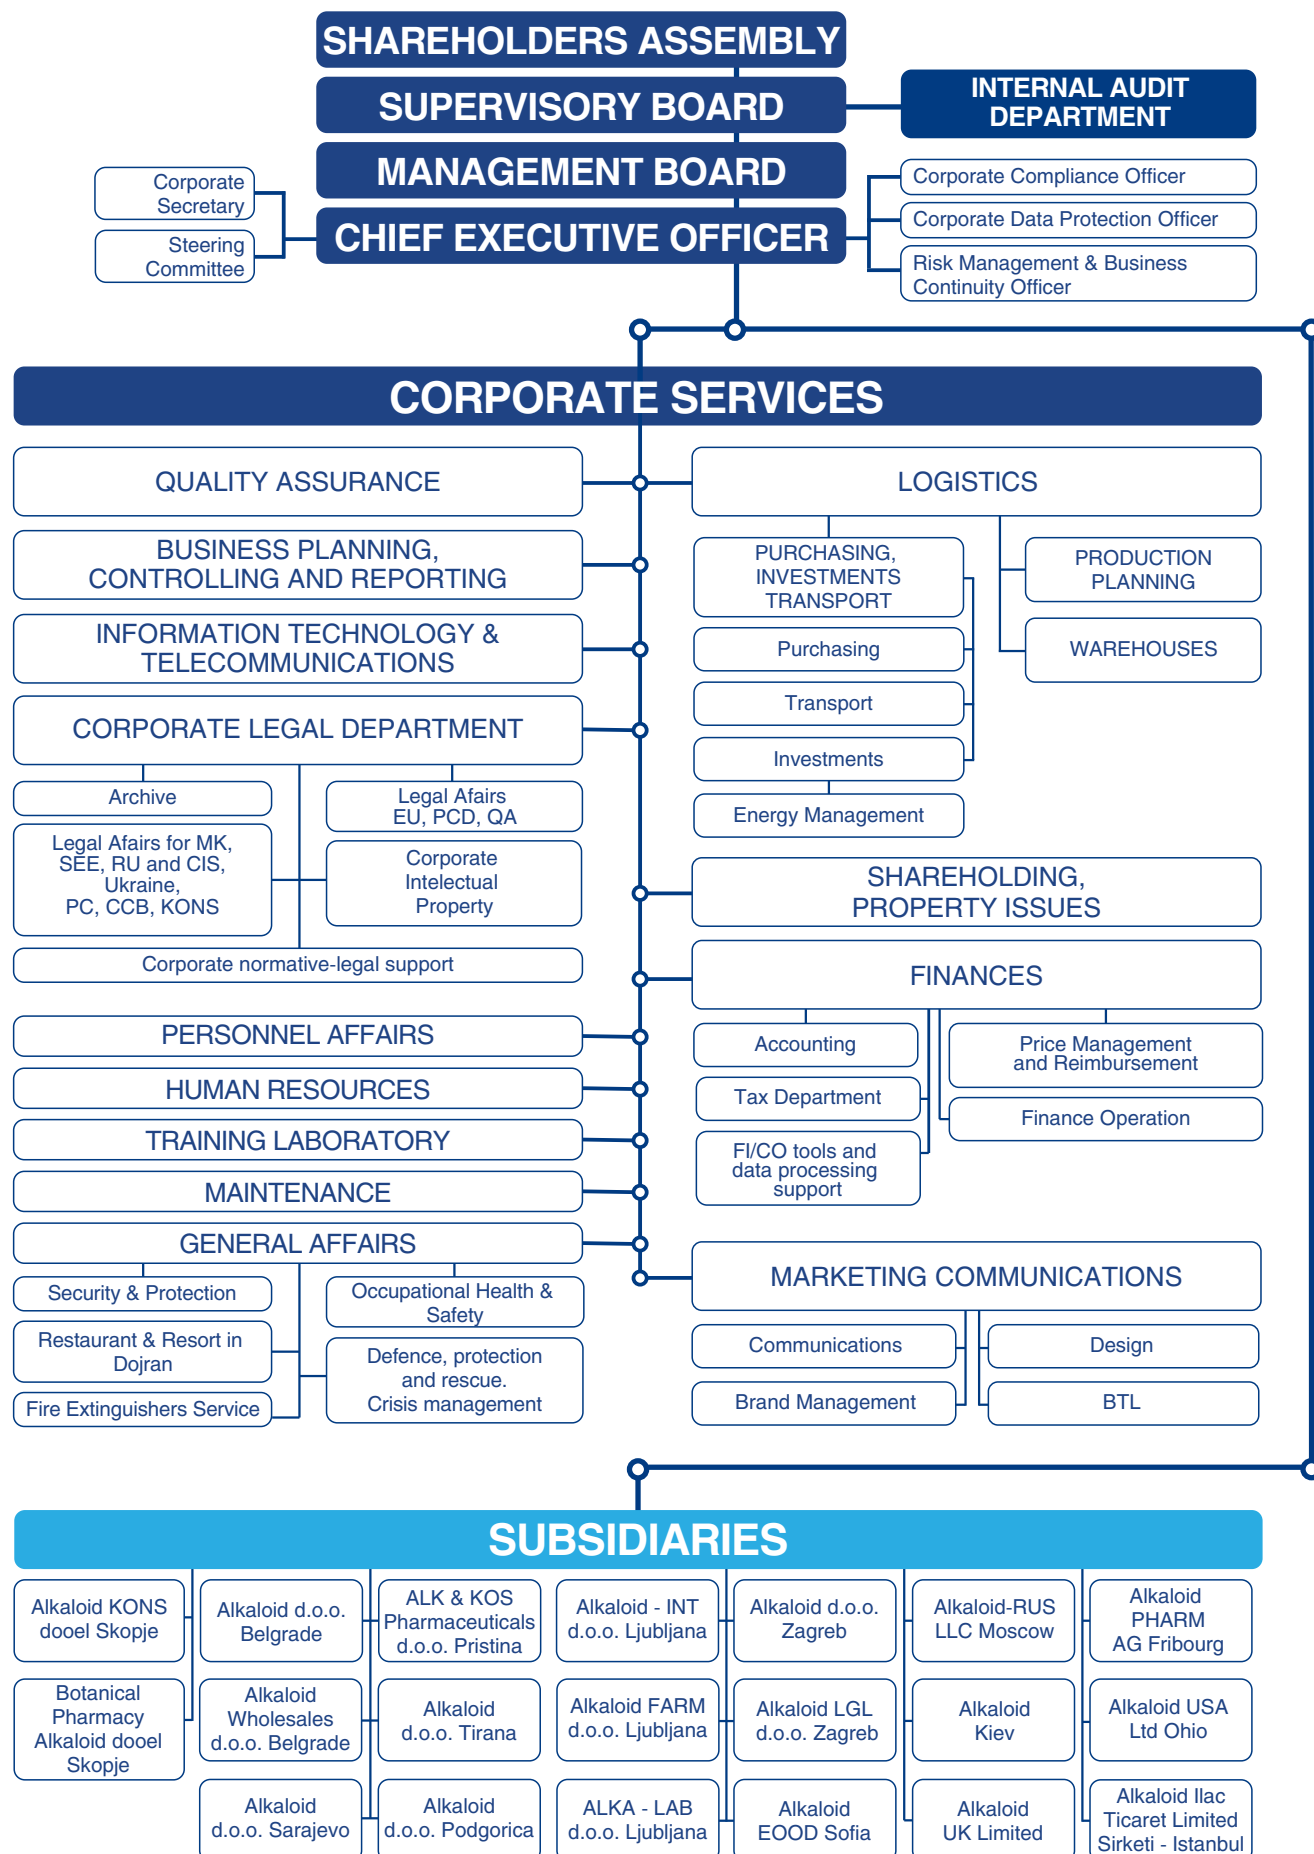 SHAREHOLDERS ASSEMBLY
SUPERVISORY BOARD
INTERNAL AUDIT
DEPARTMENT
MANAGEMENT BOARD
CHIEF EXECUTIVE OFFICER
Corporate
Secretary
Steering
Committee
Corporate Compliance Officer
Corporate Data Protection Officer
Risk Management & Business
Continuity Officer
CORPORATE SERVICES
QUALITY ASSURANCE
BUSINESS PLANNING,
CONTROLLING AND REPORTING
INFORMATION TECHNOLOGY &
TELECOMMUNICATIONS
CORPORATE LEGAL DEPARTMENT
Archive
Legal Afairs
EU, PCD, QA
Legal Afairs for MK,
SEE, RU and CIS,
Ukraine,
PC, CCB, KONS
Corporate
Intelectual
Property
Corporate normative-legal support
PERSONNEL AFFAIRS
HUMAN RESOURCES
TRAINING LABORATORY
MAINTENANCE
GENERAL AFFAIRS
Security & Protection
Occupational Health &
Safety
Restaurant & Resort in
Dojran
Defence, protection
and rescue.
Crisis management
Fire Extinguishers Service
LOGISTICS
PURCHASING,
INVESTMENTS
TRANSPORT
PRODUCTION
PLANNING
Purchasing
WAREHOUSES
Transport
Investments
Energy Management
SHAREHOLDING,
PROPERTY ISSUES
FINANCES
Accounting
Price Management
and Reimbursement
Tax Department
Finance Operation
FI/CO tools and
data processing
support
MARKETING COMMUNICATIONS
Communications
Design
Brand Management
BTL
SUBSIDIARIES
Alkaloid KONS
dooel Skopje
Alkaloid d.o.o.
Belgrade
ALK & KOS
Pharmaceuticals
d.o.o. Pristina
Alkaloid - INT
d.o.o. Ljubljana
Alkaloid d.o.o.
Zagreb
Alkaloid-RUS
LLC Moscow
Alkaloid
PHARM
AG Fribourg
Botanical
Pharmacy
Alkaloid dooel
Skopje
Alkaloid
Wholesales
d.o.o. Belgrade
Alkaloid
d.o.o. Tirana
Alkaloid FARM
d.o.o. Ljubljana
Alkaloid LGL
d.o.o. Zagreb
Alkaloid
Kiev
Alkaloid USA
Ltd Ohio
Alkaloid
d.o.o. Sarajevo
Alkaloid
d.o.o. Podgorica
ALKA - LAB
d.o.o. Ljubljana
Alkaloid
EOOD Sofia
Alkaloid
UK Limited
Alkaloid Ilac
Ticaret Limited
Sirketi - Istanbul